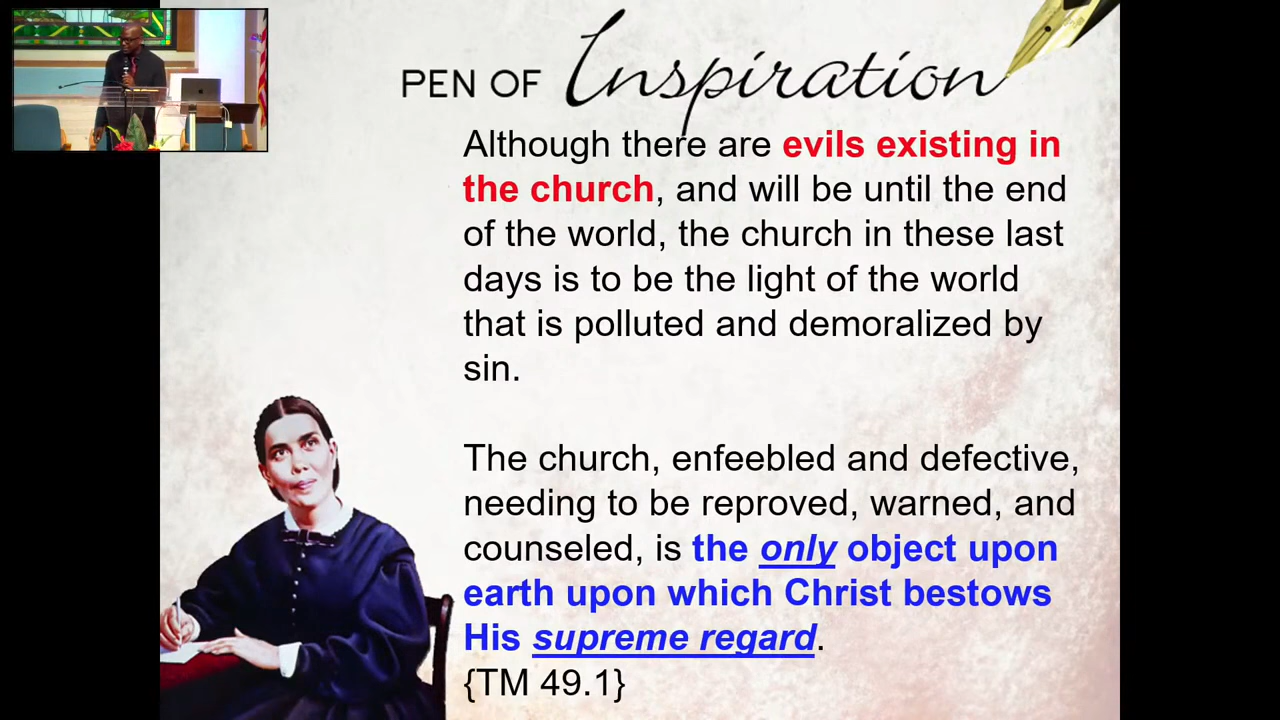 PEN OF Inspiration
Although there are evils existing in
the church, and will be until the end
of the world, the church in these last
days is to be the light of the world
that is polluted and demoralized by
sin.
The church, enfeebled and defective,
needing to be reproved, warned, and
counseled, is the only object upon
earth upon which Christ bestows
His supreme regard.
{TM 49.1}